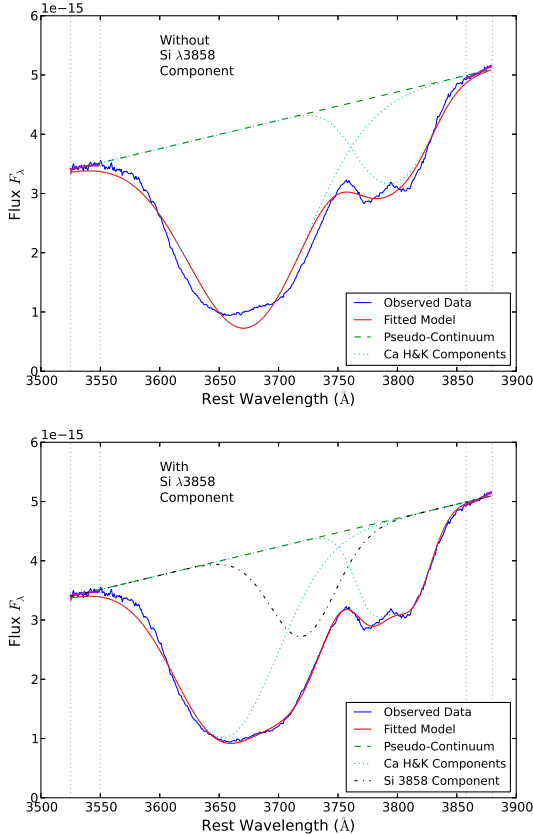 1e−15
6
Without
Si λ3858
Component
5
4
Flux Fλ
3
2
1
Observed Data
Fitted Model
Pseudo-Continuum
Ca H&K Components
0
3500 3550 3600 3650 3700 3750 3800 3850 3900
Rest Wavelength (Å)
1e−15
6
With
Si λ3858
Component
5
4
Flux Fλ
3
2
1
Observed Data
Fitted Model
Pseudo-Continuum
Ca H&K Components
Si 3858 Component
0
3500 3550 3600 3650 3700 3750 3800 3850 3900
Rest Wavelength (Å)